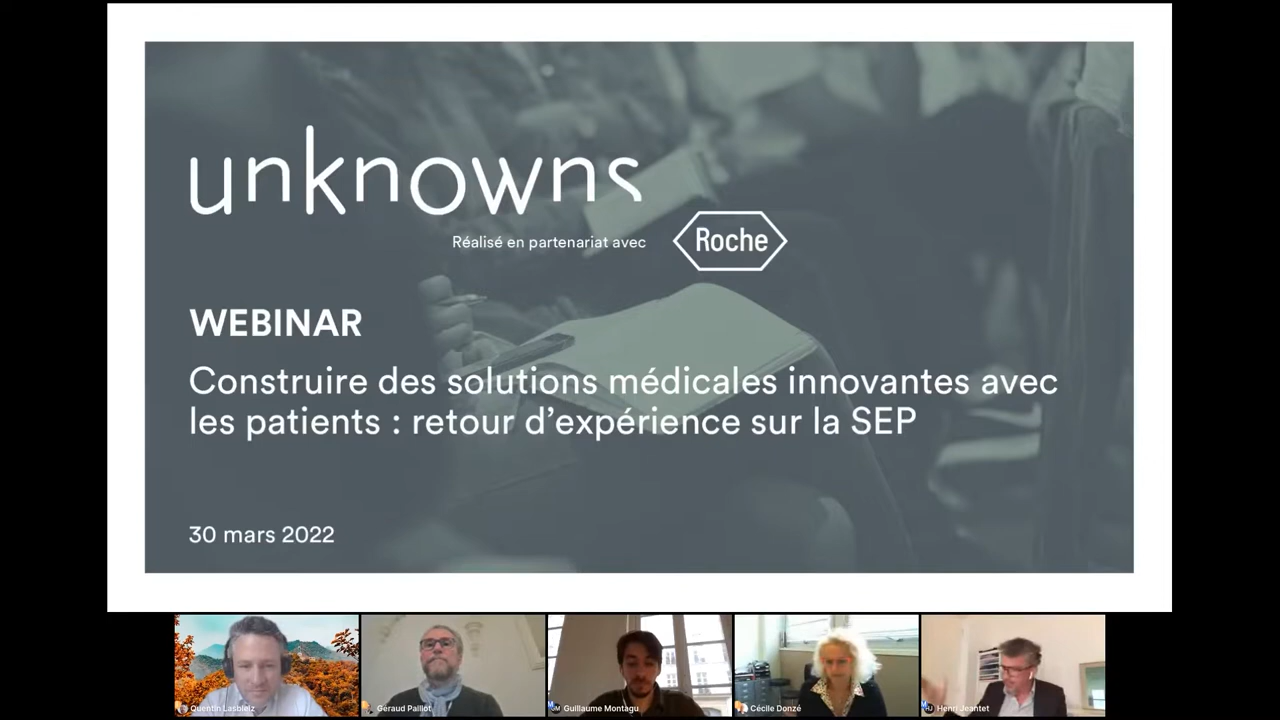 unknowns
Réalisé en partenariat avec
Roche
WEBINAR
Construire des solutions médicales innovantes avec
les patients : retour d'expérience sur la SEP
30 mars 2022
Quentin Lasbleiz
Géraud Paillot
Guillaume Montagu
Cécile Donzé
Henri Jeantet